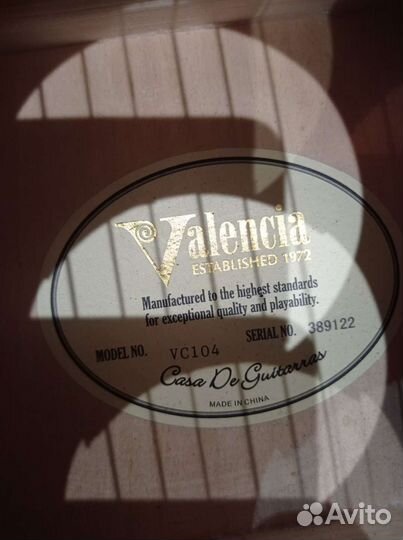 Valencia
ESTABLISHED 1972
Manufactured to the highest standards
for exceptional quality and playability.
MODEL NO. VC104 SERIAL NO. 389122
Casa De Guitarras
MADE IN CHINA
Avito